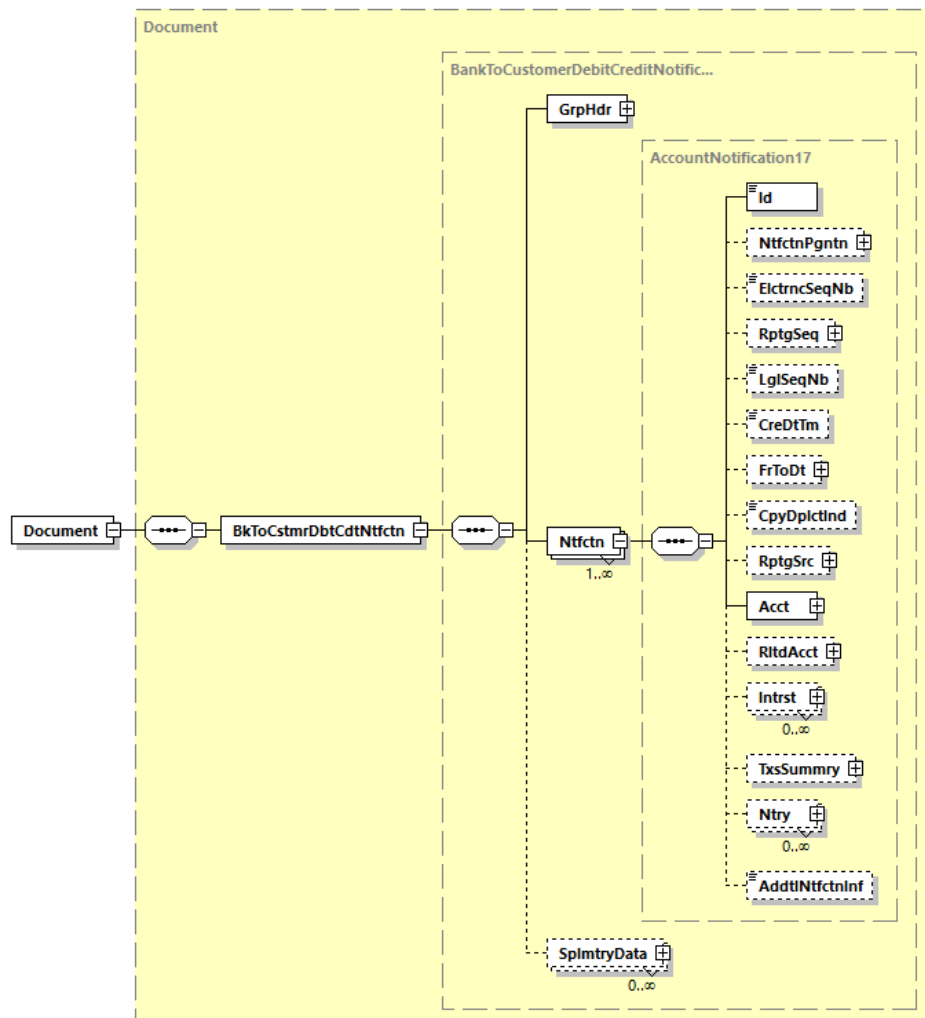 Document
BankToCustomerDebitCreditNotific...
GrpHdr
AccountNotification17
Id
NtfctnPgntn
ElctrncSeqNb
RptgSeq
LglSeqNb
CreDtTm
FrToDt
CpyDplctInd
RptgSrc
Document
BkToCstmrDbtCdtNtfctn
Ntfctn
1..∞
Acct
RltdAcct
Intrst
0..∞
TxsSummry
Ntry
0..∞
AddtlNtfctnInf
SplmtryData
0..∞